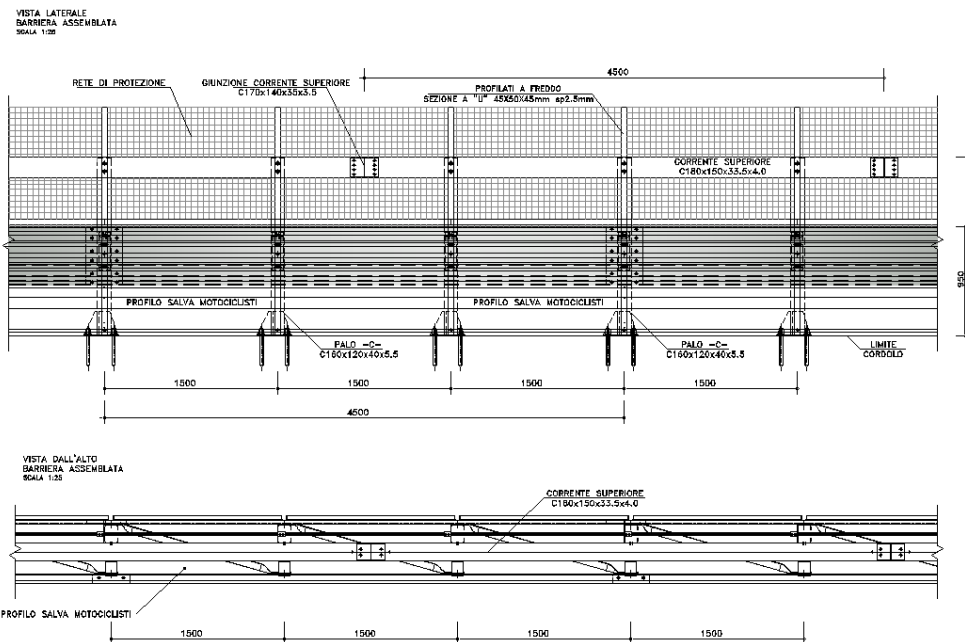 VISTA LATERALE
BARRIERA ASSEMBLATA
SCALA 1:25
4500
RETE DI PROTEZIONE
GIUNZIONE CORRENTE SUPERIORE
C170x140x35x3.5
PROFILATI A FREDDO
SEZIONE A "U" 45X50X45mm sp2.5mm
CORRENTE SUPERIORE
C180x150x33.5x4.0
950
PROFILO SALVA MOTOCICLISTI
PROFILO SALVA MOTOCICLISTI
PALO -C-
C160x120x40x5.5
PALO -C-
C160x120x40x5.5
LIMITE
CORDOLO
1500
1500
1500
1500
4500
VISTA DALL'ALTO
BARRIERA ASSEMBLATA
SCALA 1:25
CORRENTE SUPERIORE
C180x150x33.5x4.0
PROFILO SALVA MOTOCICLISTI
1500
1500
1500
1500